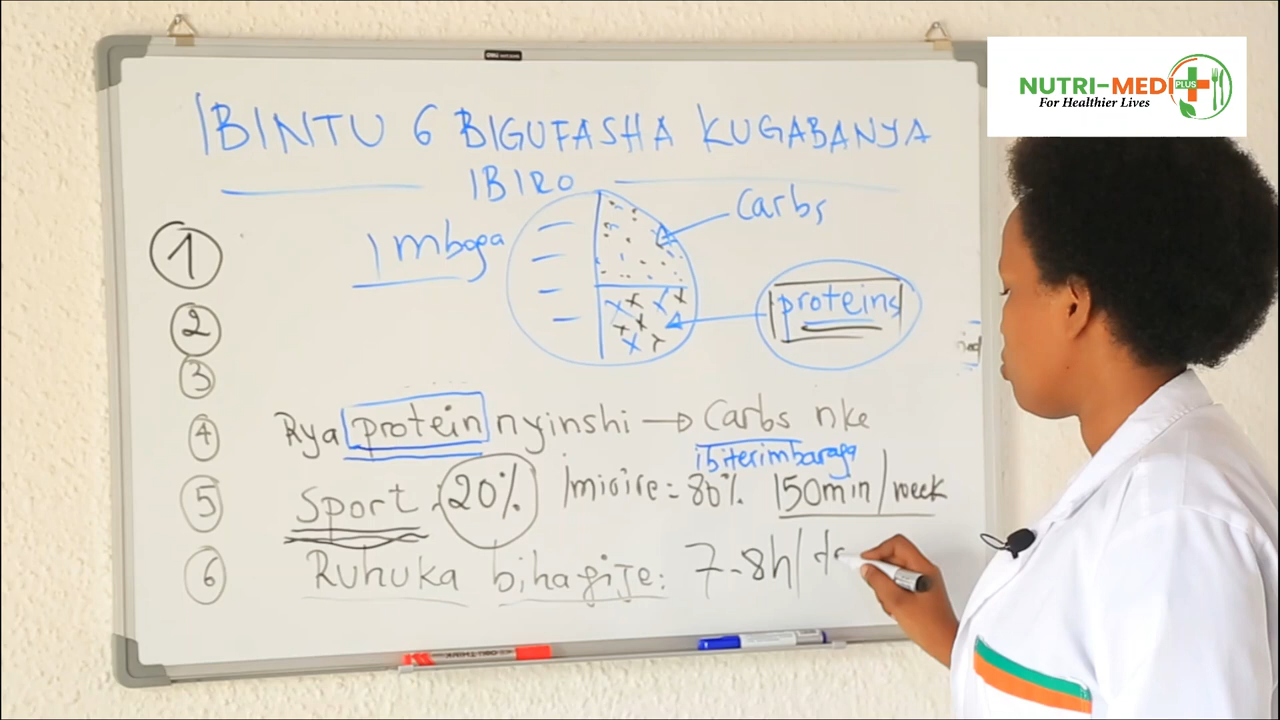 NUTRI-MEDI PLUS
For Healthier Lives
IBINTU 6 BIGUFASHA KUGABANYA
IBIRO
1
Imboga
Carbs
proteins
2
3
4 Rya protein nyinshi → Carbs nke
ibiterimbaraga
5 Sport : 20% Imirire = 80% 150min/week
6 Ruhuka bihagije: 7-8h/